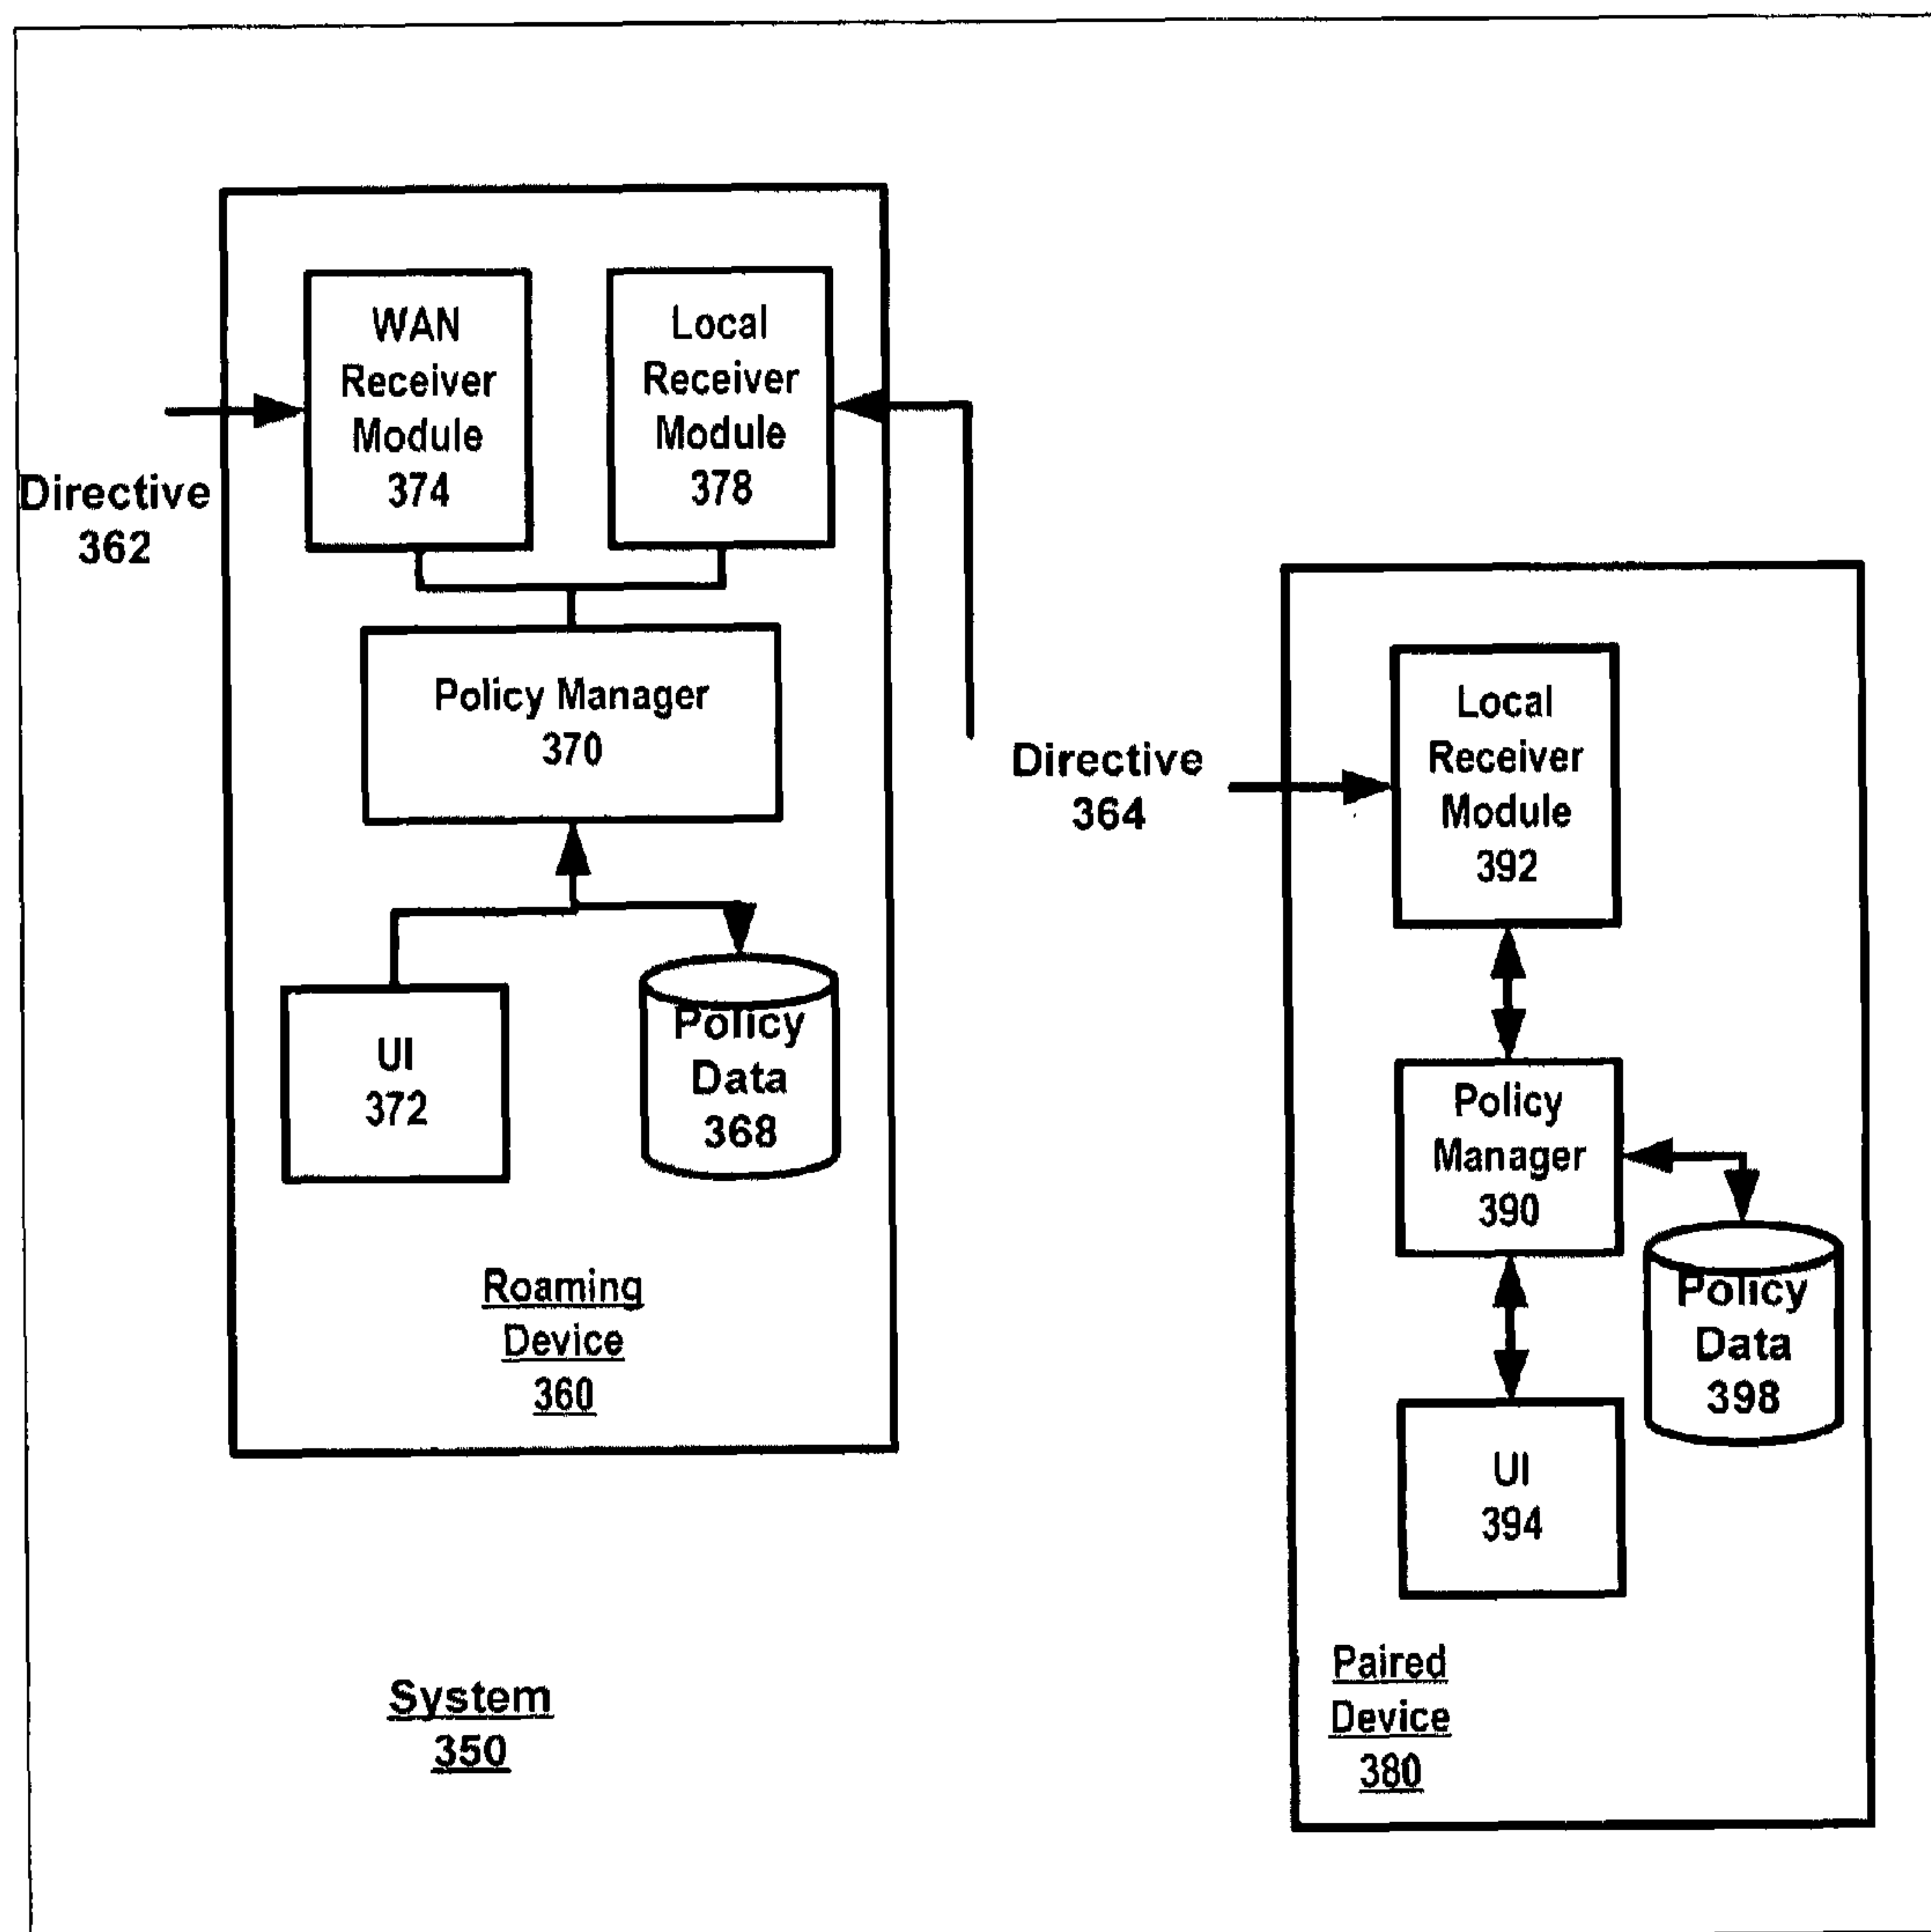 WAN
Receiver
Module
374
Local
Receiver
Module
378
Directive
362
Policy Manager
370
UI
372
Policy
Data
368
Roaming
Device
360
Directive
364
Local
Receiver
Module
392
Policy
Manager
390
Policy
Data
398
UI
394
Paired
Device
380
System
350